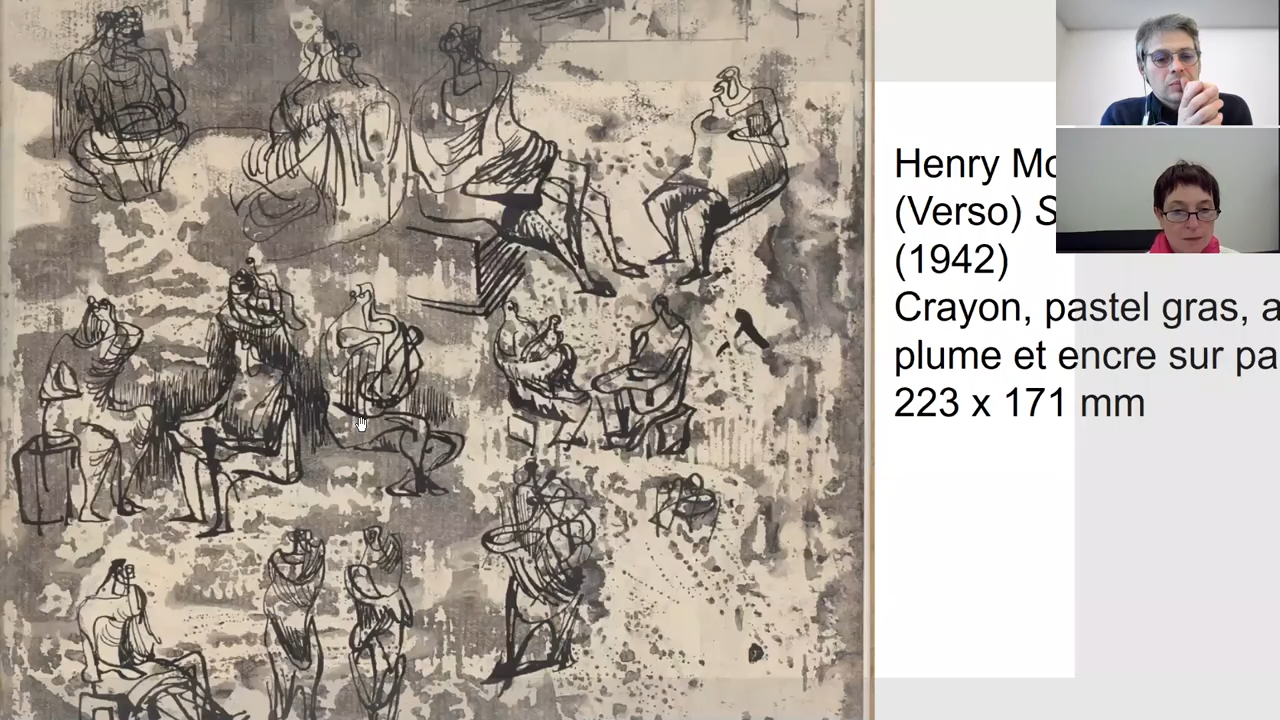 Henry Mo
(Verso) S
(1942)
Crayon, pastel gras, a
plume et encre sur pa
223 x 171 mm